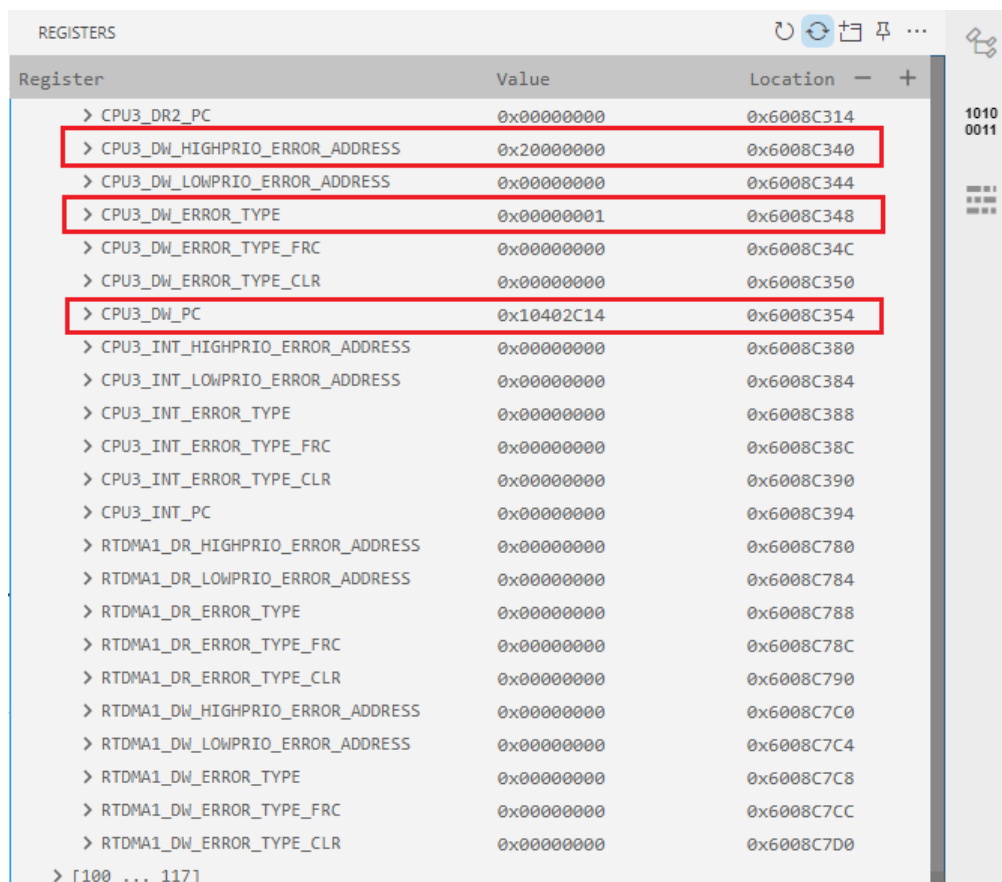 REGISTERS
Register Value Location − +
> CPU3_DR2_PC 0x00000000 0x6008C314
> CPU3_DW_HIGHPRIO_ERROR_ADDRESS 0x20000000 0x6008C340
> CPU3_DW_LOWPRIO_ERROR_ADDRESS 0x00000000 0x6008C344
> CPU3_DW_ERROR_TYPE 0x00000001 0x6008C348
> CPU3_DW_ERROR_TYPE_FRC 0x00000000 0x6008C34C
> CPU3_DW_ERROR_TYPE_CLR 0x00000000 0x6008C350
> CPU3_DW_PC 0x10402C14 0x6008C354
> CPU3_INT_HIGHPRIO_ERROR_ADDRESS 0x00000000 0x6008C380
> CPU3_INT_LOWPRIO_ERROR_ADDRESS 0x00000000 0x6008C384
> CPU3_INT_ERROR_TYPE 0x00000000 0x6008C388
> CPU3_INT_ERROR_TYPE_FRC 0x00000000 0x6008C38C
> CPU3_INT_ERROR_TYPE_CLR 0x00000000 0x6008C390
> CPU3_INT_PC 0x00000000 0x6008C394
> RTDMA1_DR_HIGHPRIO_ERROR_ADDRESS 0x00000000 0x6008C780
> RTDMA1_DR_LOWPRIO_ERROR_ADDRESS 0x00000000 0x6008C784
> RTDMA1_DR_ERROR_TYPE 0x00000000 0x6008C788
> RTDMA1_DR_ERROR_TYPE_FRC 0x00000000 0x6008C78C
> RTDMA1_DR_ERROR_TYPE_CLR 0x00000000 0x6008C790
> RTDMA1_DW_HIGHPRIO_ERROR_ADDRESS 0x00000000 0x6008C7C0
> RTDMA1_DW_LOWPRIO_ERROR_ADDRESS 0x00000000 0x6008C7C4
> RTDMA1_DW_ERROR_TYPE 0x00000000 0x6008C7C8
> RTDMA1_DW_ERROR_TYPE_FRC 0x00000000 0x6008C7CC
> RTDMA1_DW_ERROR_TYPE_CLR 0x00000000 0x6008C7D0
> [100 ... 117]
1010
0011